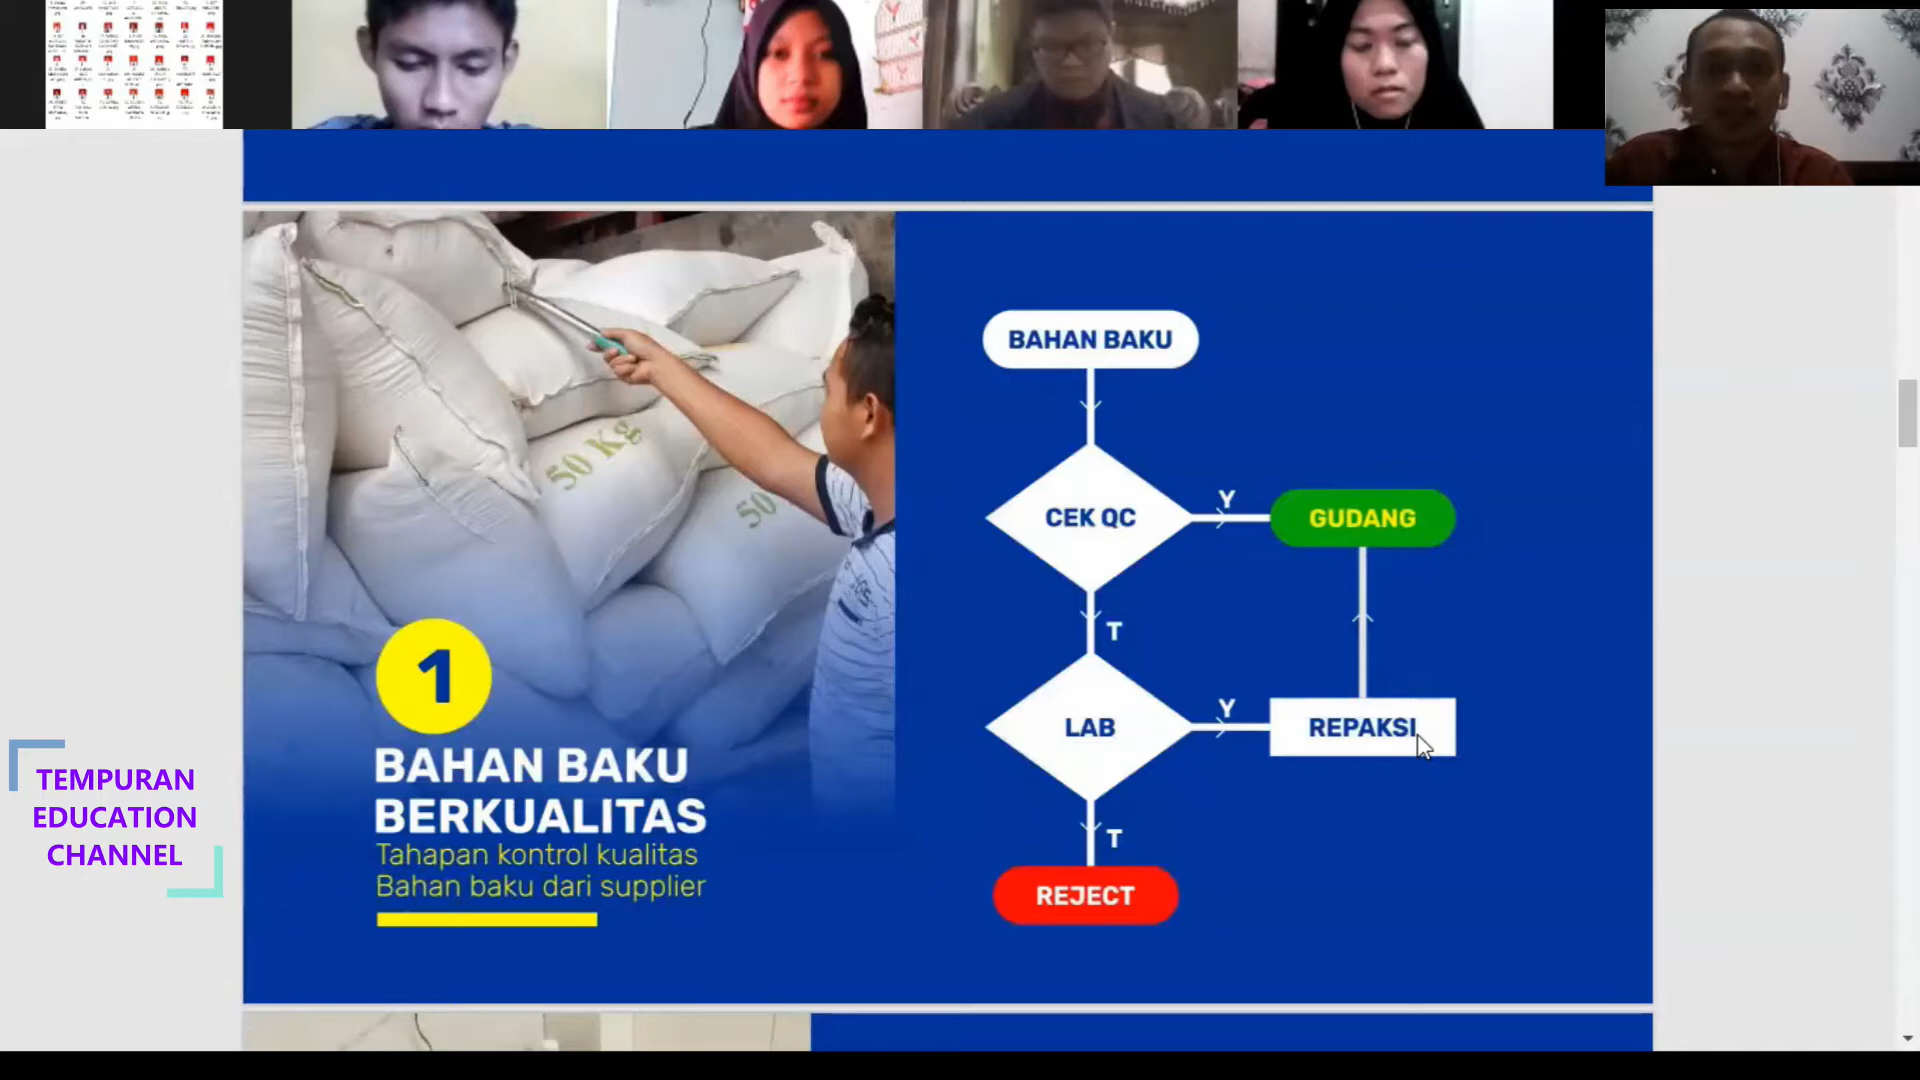 50 Kg
50
1
BAHAN BAKU
BERKUALITAS
Tahapan kontrol kualitas
Bahan baku dari supplier
BAHAN BAKU
CEK QC
Y
GUDANG
T
LAB
Y
REPAKSI
T
REJECT
TEMPURAN
EDUCATION
CHANNEL